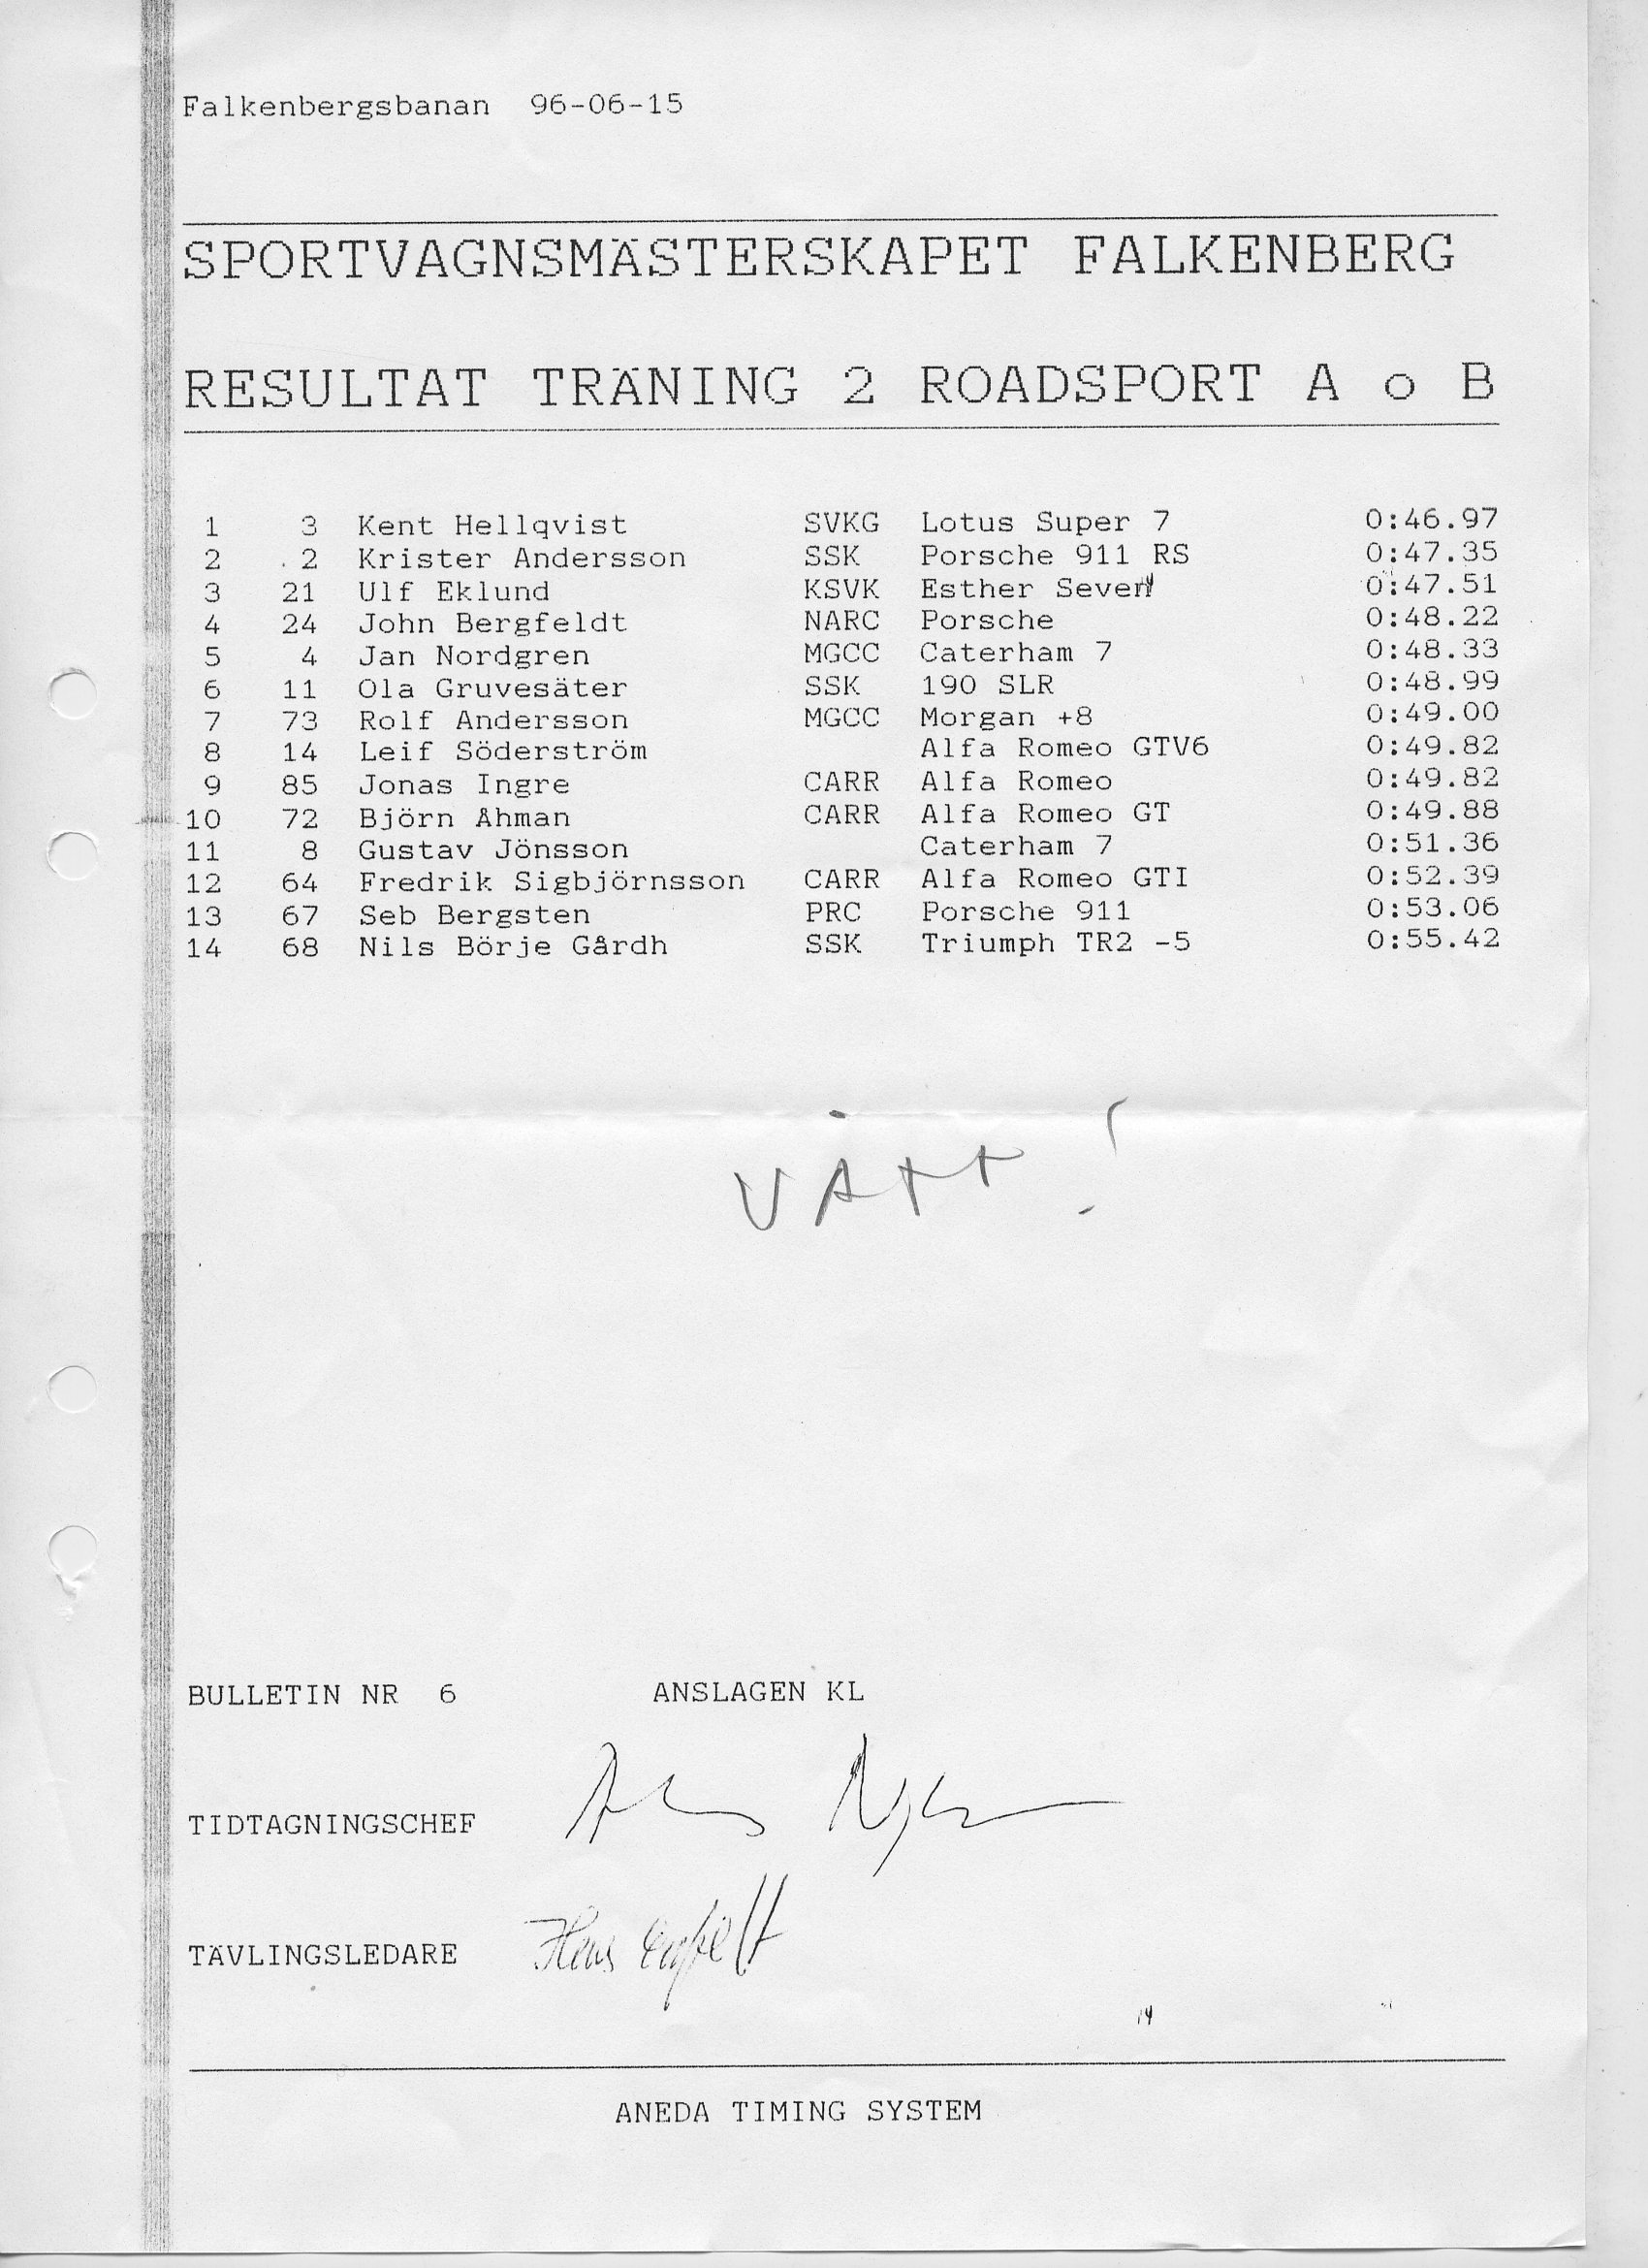 Falkenbergsbanan 96-06-15
SPORTVAGNSMÄSTERSKAPET FALKENBERG
RESULTAT TRÄNING 2 ROADSPORT A o B
1 3 Kent Hellqvist SVKG Lotus Super 7 0:46.97
2 2 Krister Andersson SSK Porsche 911 RS 0:47.35
3 21 Ulf Eklund KSVK Esther Seven 0:47.51
4 24 John Bergfeldt NARC Porsche 0:48.22
5 4 Jan Nordgren MGCC Caterham 7 0:48.33
6 11 Ola Gruvesäter SSK 190 SLR 0:48.99
7 73 Rolf Andersson MGCC Morgan +8 0:49.00
8 14 Leif Söderström Alfa Romeo GTV6 0:49.82
9 85 Jonas Ingre CARR Alfa Romeo 0:49.82
10 72 Björn Åhman CARR Alfa Romeo GT 0:49.88
11 8 Gustav Jönsson Caterham 7 0:51.36
12 64 Fredrik Sigbjörnsson CARR Alfa Romeo GTI 0:52.39
13 67 Seb Bergsten PRC Porsche 911 0:53.06
14 68 Nils Börje Gårdh SSK Triumph TR2 -5 0:55.42
VÅTT!
BULLETIN NR 6 ANSLAGEN KL
TIDTAGNINGSCHEF
TÄVLINGSLEDARE Hans
ANEDA TIMING SYSTEM